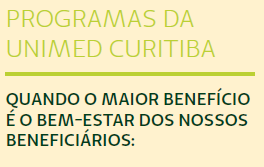 PROGRAMAS DA
UNIMED CURITIBA
QUANDO O MAIOR BENEFÍCIO
É O BEM-ESTAR DOS NOSSOS
BENEFICIÁRIOS: